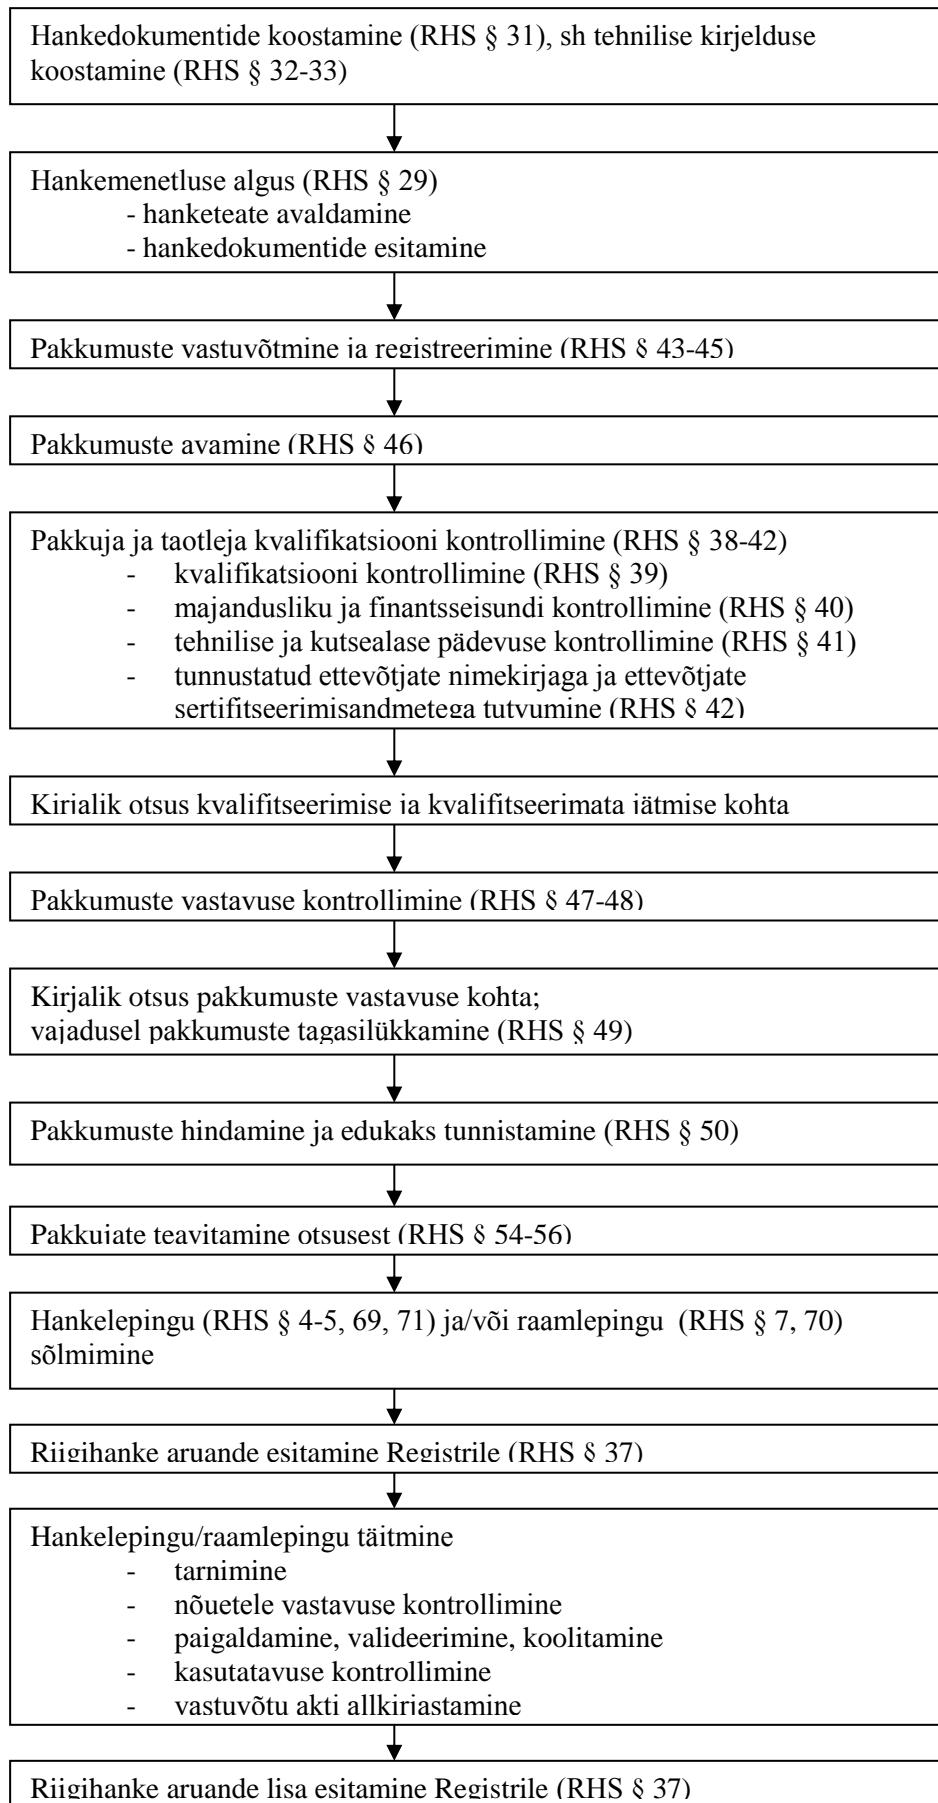 Hankedokumentide koostamine (RHS § 31), sh tehnilise kirjelduse
koostamine (RHS § 32-33)
Hankemenetluse algus (RHS § 29)
- hanketeate avaldamine
- hankedokumentide esitamine
Pakkumuste vastuvõtmine ja registreerimine (RHS § 43-45)
Pakkumuste avamine (RHS § 46)
Pakkuja ja taotleja kvalifikatsiooni kontrollimine (RHS § 38-42)
- kvalifikatsiooni kontrollimine (RHS § 39)
- majandusliku ja finantsseisundi kontrollimine (RHS § 40)
- tehnilise ja kutsealase pädevuse kontrollimine (RHS § 41)
- tunnustatud ettevõtjate nimekirjaga ja ettevõtjate
sertifitseerimisandmetega tutvumine (RHS § 42)
Kirjalik otsus kvalifitseerimise ja kvalifitseerimata jätmise kohta
Pakkumuste vastavuse kontrollimine (RHS § 47-48)
Kirjalik otsus pakkumuste vastavuse kohta;
vajadusel pakkumuste tagasilükkamine (RHS § 49)
Pakkumuste hindamine ja edukaks tunnistamine (RHS § 50)
Pakkujate teavitamine otsusest (RHS § 54-56)
Hankelepingu (RHS § 4-5, 69, 71) ja/või raamlepingu (RHS § 7, 70)
sõlmimine
Riigihanke aruande esitamine Registrile (RHS § 37)
Hankelepingu/raamlepingu täitmine
- tarnimine
- nõuetele vastavuse kontrollimine
- paigaldamine, valideerimine, koolitamine
- kasutatavuse kontrollimine
- vastuvõtu akti allkirjastamine
Riigihanke aruande lisa esitamine Registrile (RHS § 37)